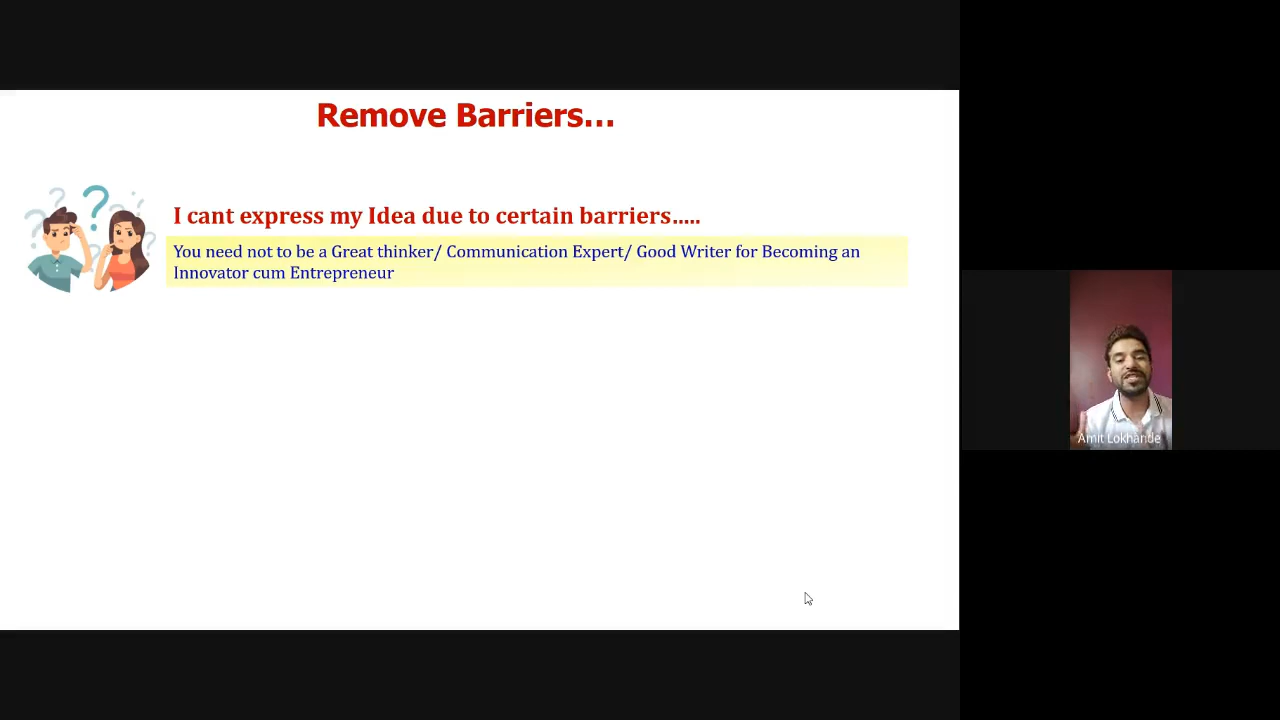 Remove Barriers...
I cant express my Idea due to certain barriers.....
You need not to be a Great thinker/ Communication Expert/ Good Writer for Becoming an
Innovator cum Entrepreneur
Amit Lokhande